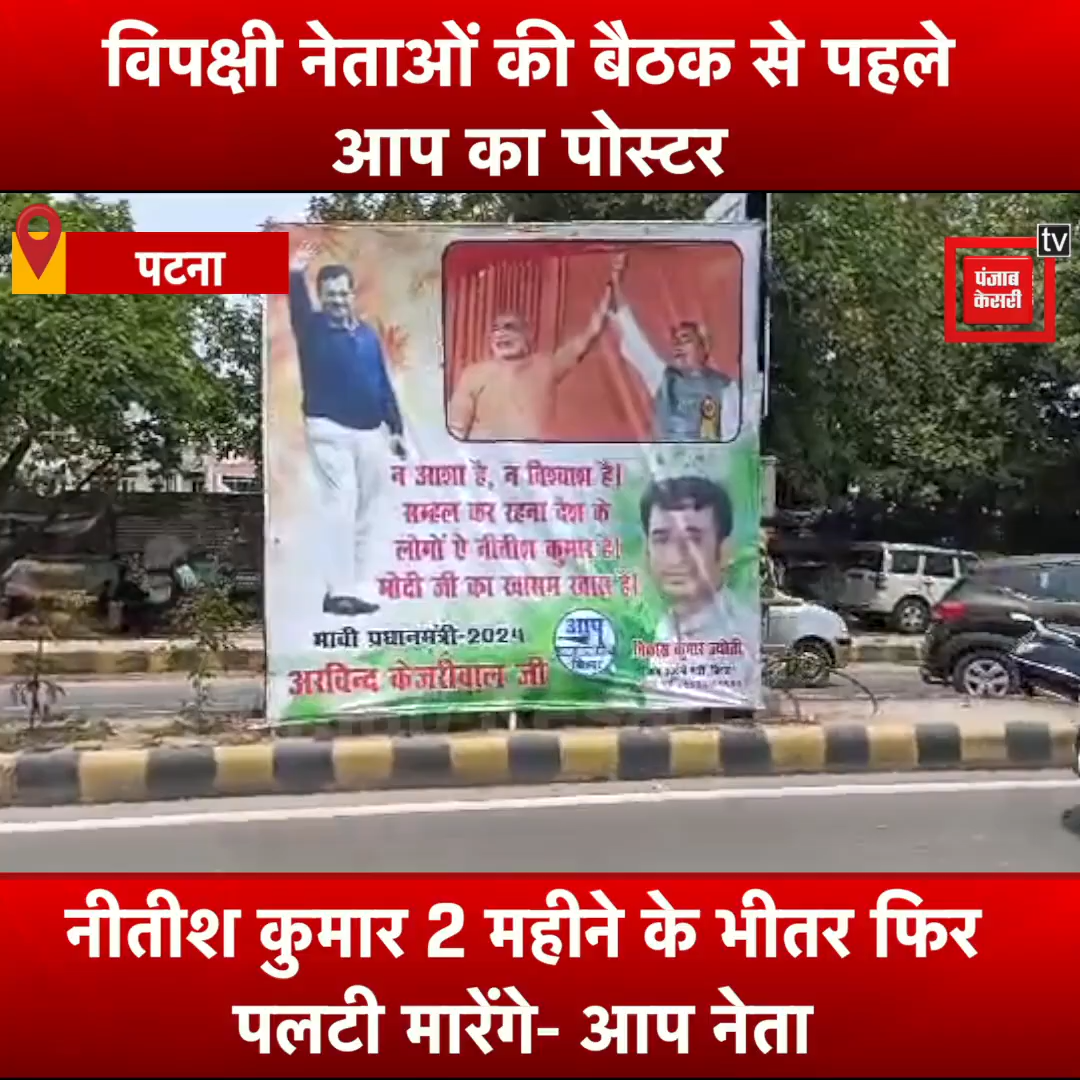 विपक्षी नेताओं की बैठक से पहले
आप का पोस्टर
पटना
tv
पंजाब
केसरी
न आशा है, न विश्वाश है।
सम्हल कर रहना देश के
लोगों ऐ नीतीश कुमार है।
मोदी जी का खासम खास है।
भावी प्रधानमंत्री-2024
अरविन्द केजरीवाल जी
आप
बिहार
विकास कुमार ज्योती
नीतीश कुमार 2 महीने के भीतर फिर
पलटी मारेंगे- आप नेता